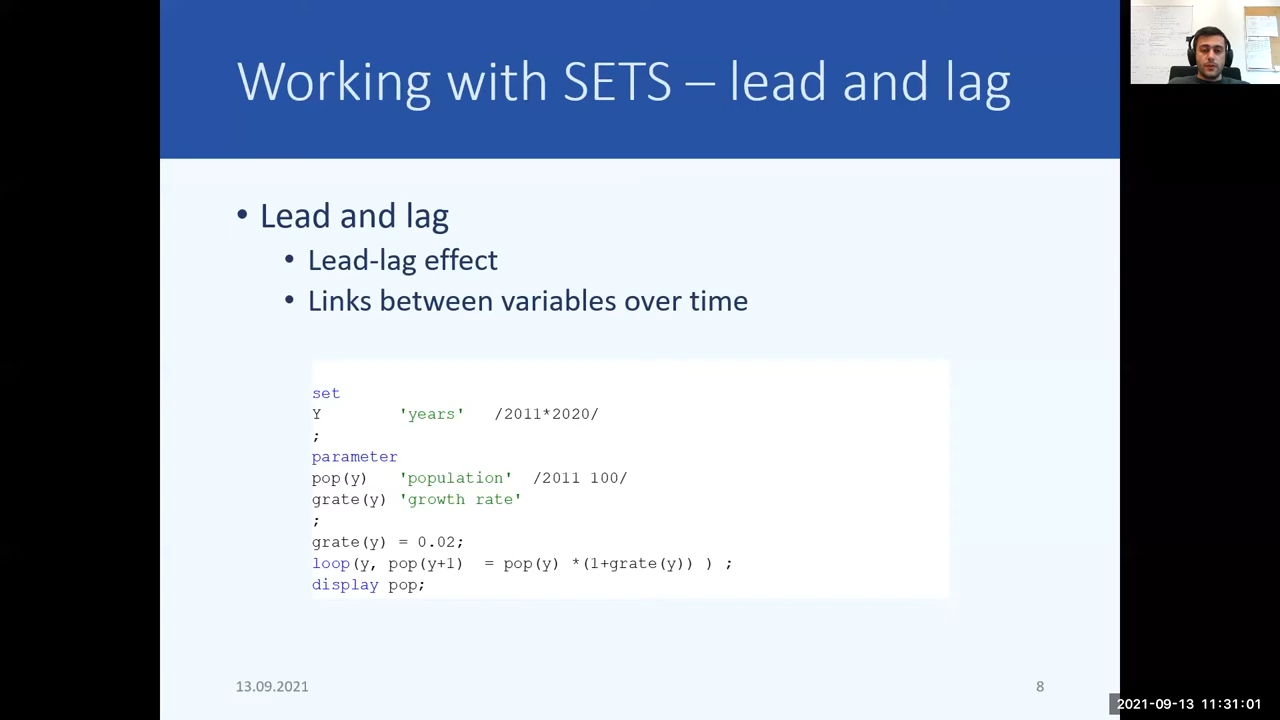 Working with SETS – lead and lag
• Lead and lag
• Lead-lag effect
• Links between variables over time
set
Y 'years' /2011*2020/
;
parameter
pop(y) 'population' /2011 100/
grate(y) 'growth rate'
;
grate(y) = 0.02;
loop(y, pop(y+1) = pop(y) *(1+grate(y)) ) ;
display pop;
13.09.2021
8
2021-09-13 11:31:01